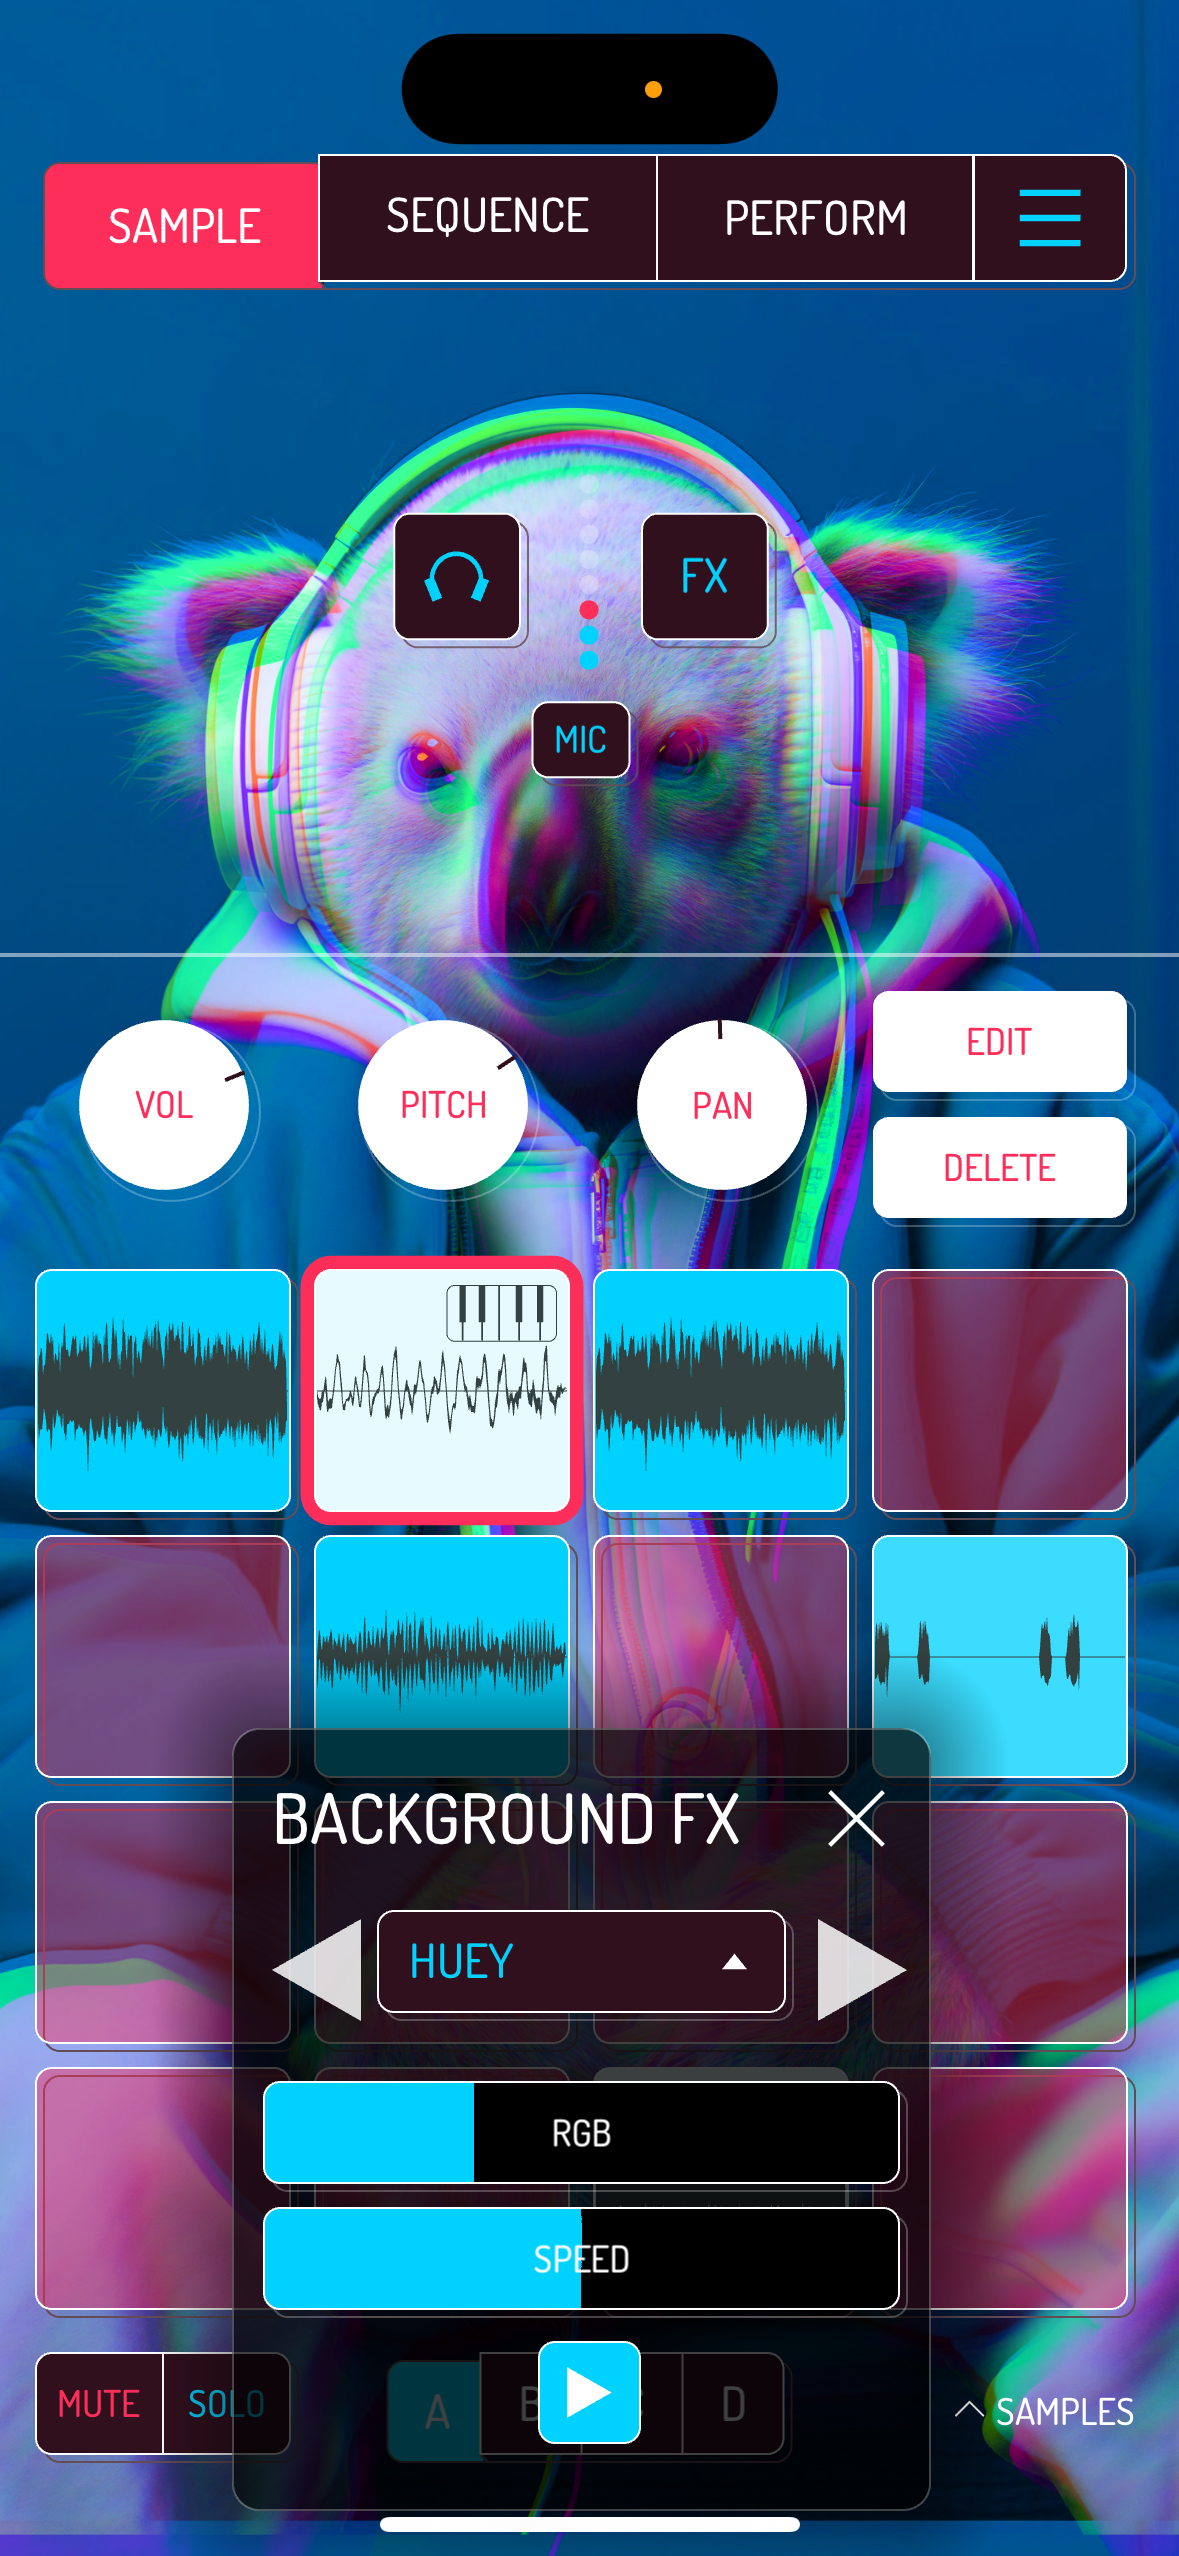 SAMPLE SEQUENCE PERFORM
FX
MIC
VOL PITCH PAN EDIT
DELETE
BACKGROUND FX
HUEY
RGB
SPEED
MUTE SOLO A B D SAMPLES